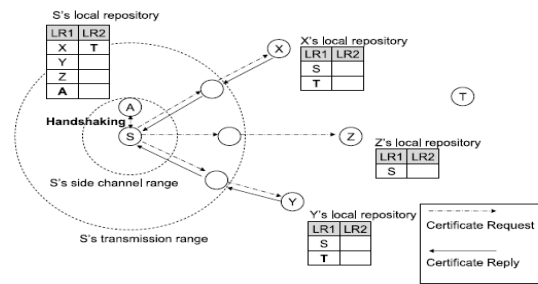 S's local repository
LR1 LR2
X T
Y
Z
A
X's local repository
LR1 LR2
S
T
X
T
A
Handshaking
S
Z
S's side channel range
Z's local repository
LR1 LR2
S
Y
S's transmission range
Y's local repository
LR1 LR2
S
T
Certificate Request
Certificate Reply